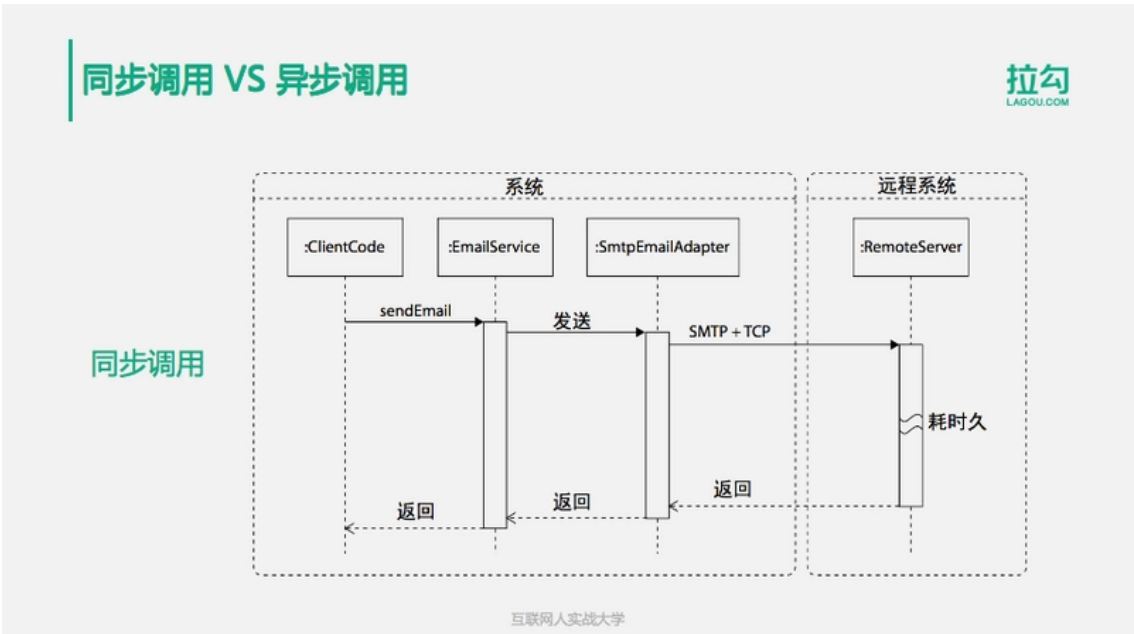 同步调用 VS 异步调用
拉勾
LAGOU.COM
系统
远程系统
:ClientCode
:EmailService
:SmtpEmailAdapter
:RemoteServer
sendEmail
发送
SMTP + TCP
同步调用
耗时久
返回
返回
返回
互联网人实战大学